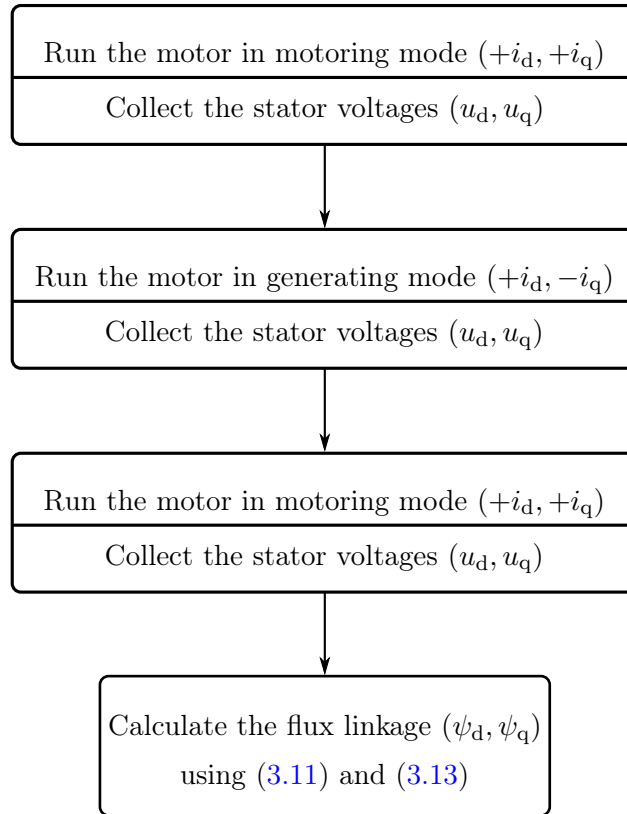 Run the motor in motoring mode (+i_d, +i_q)
Collect the stator voltages (u_d, u_q)
Run the motor in generating mode (+i_d, −i_q)
Collect the stator voltages (u_d, u_q)
Run the motor in motoring mode (+i_d, +i_q)
Collect the stator voltages (u_d, u_q)
Calculate the flux linkage (ψ_d, ψ_q)
using (3.11) and (3.13)